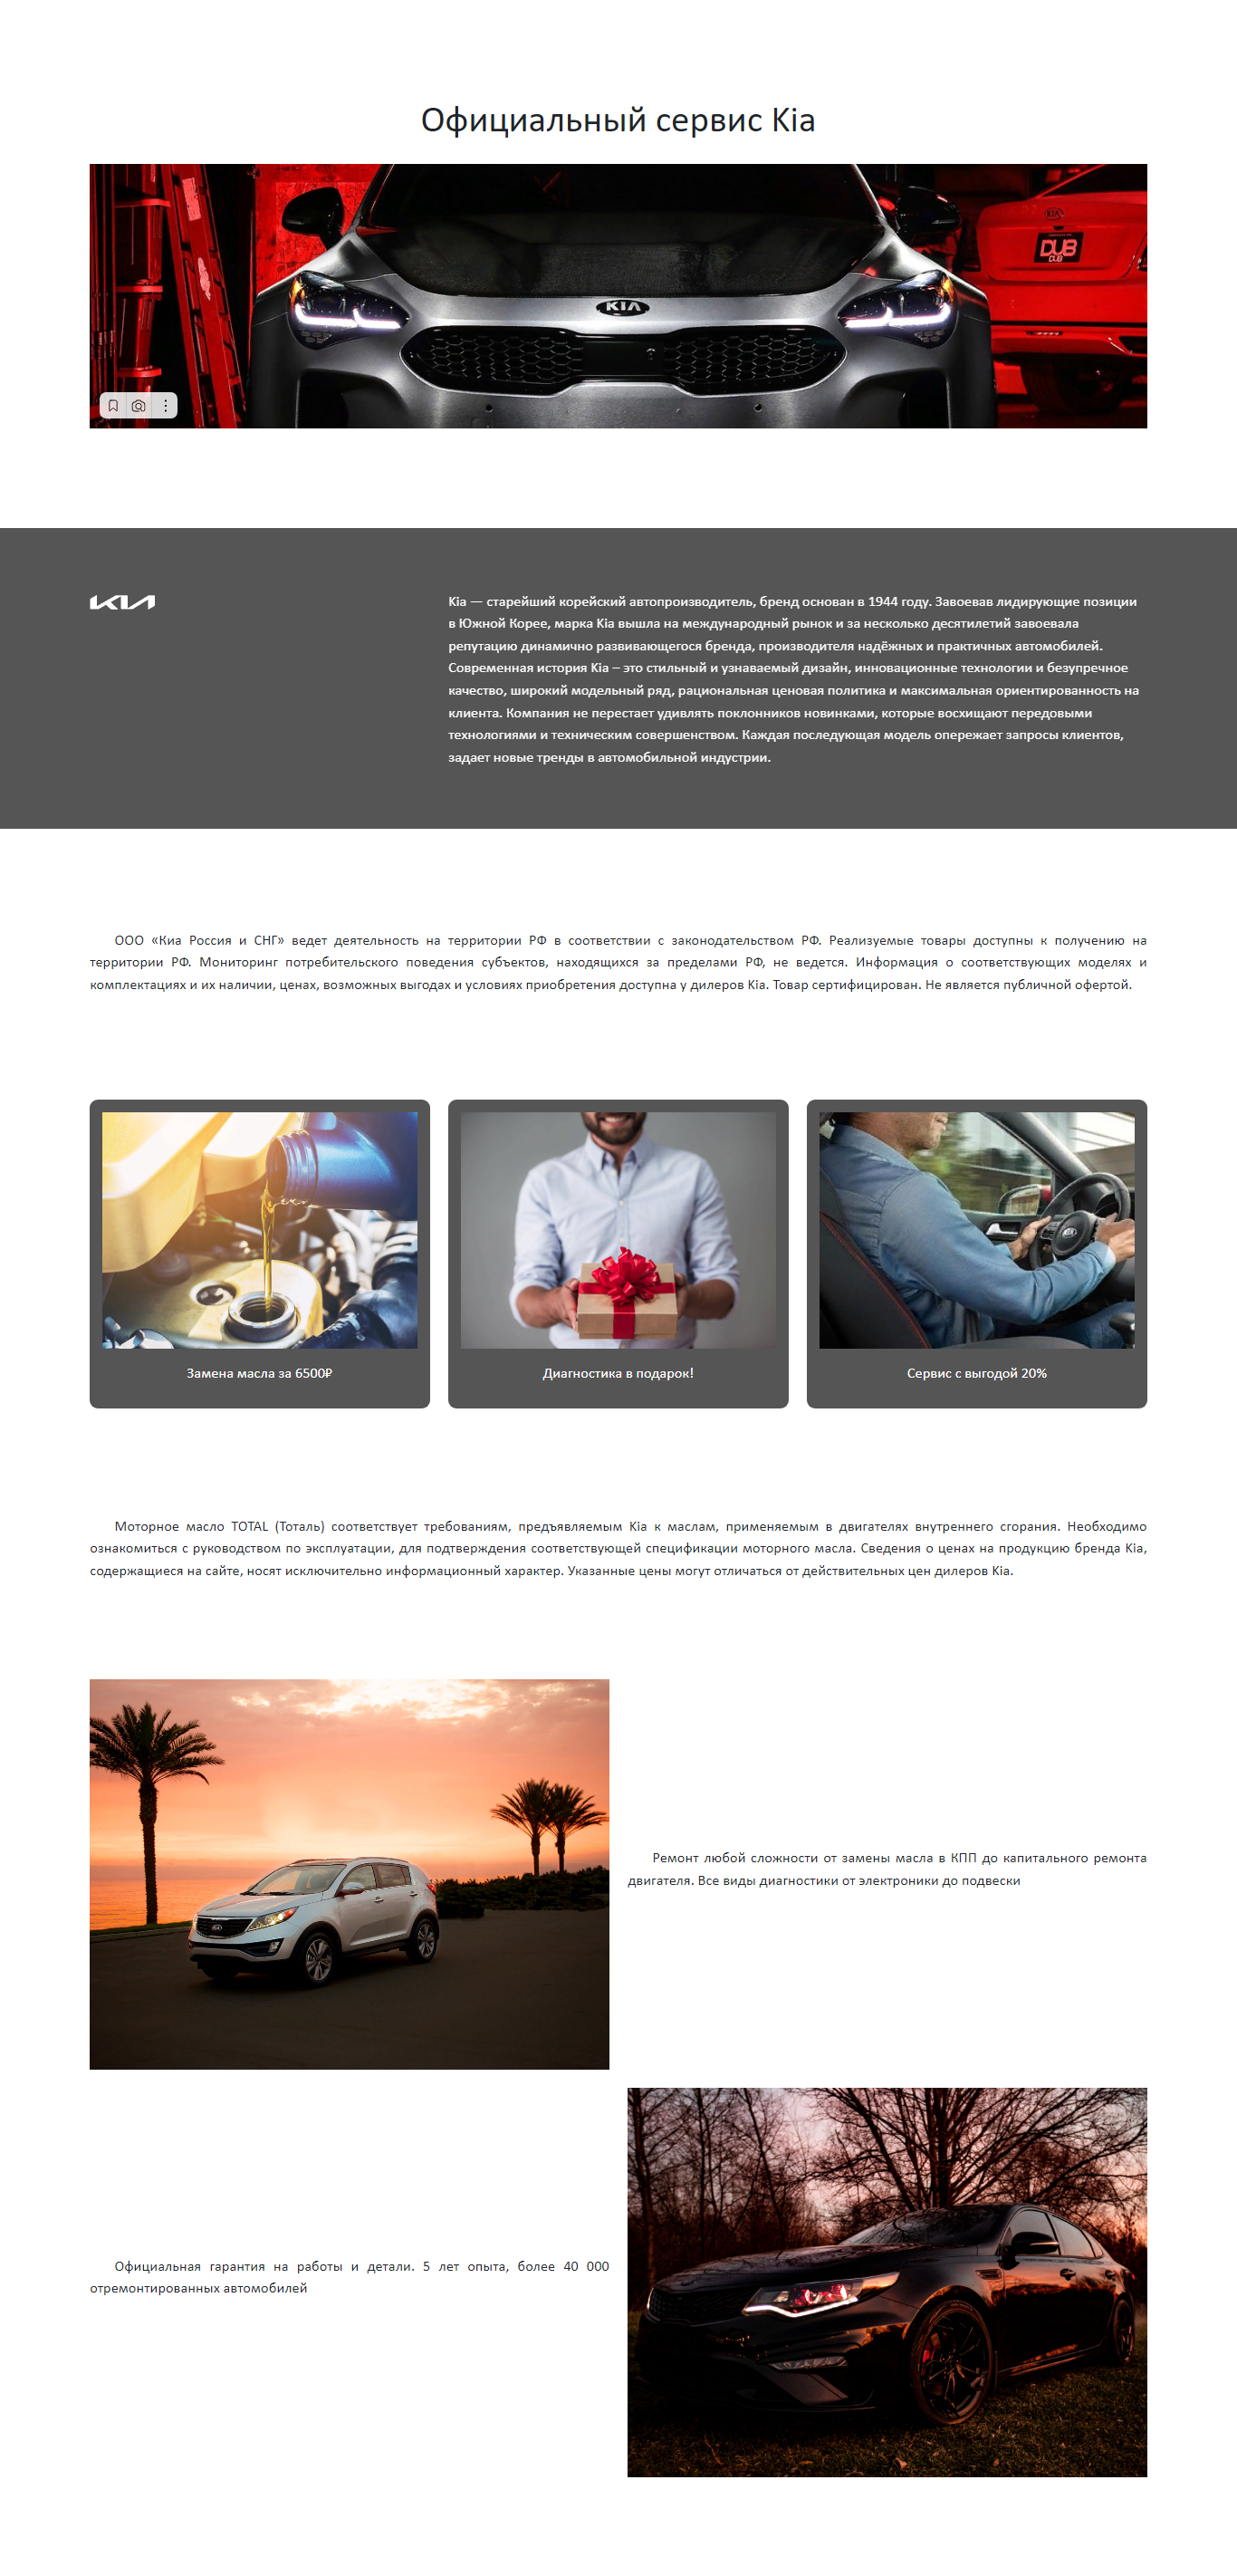 Официальный сервис Kia
KIA
KIA
DUB
DUB
KIA
Kia — старейший корейский автопроизводитель, бренд основан в 1944 году. Завоевав лидирующие позиции
в Южной Корее, марка Kia вышла на международный рынок и за несколько десятилетий завоевала
репутацию динамично развивающегося бренда, производителя надёжных и практичных автомобилей.
Современная история Kia – это стильный и узнаваемый дизайн, инновационные технологии и безупречное
качество, широкий модельный ряд, рациональная ценовая политика и максимальная ориентированность на
клиента. Компания не перестает удивлять поклонников новинками, которые восхищают передовыми
технологиями и техническим совершенством. Каждая последующая модель опережает запросы клиентов,
задает новые тренды в автомобильной индустрии.
ООО «Киа Россия и СНГ» ведет деятельность на территории РФ в соответствии с законодательством РФ. Реализуемые товары доступны к получению на
территории РФ. Мониторинг потребительского поведения субъектов, находящихся за пределами РФ, не ведется. Информация о соответствующих моделях и
комплектациях и их наличии, ценах, возможных выгодах и условиях приобретения доступна у дилеров Kia. Товар сертифицирован. Не является публичной офертой.
Замена масла за 6500₽
Диагностика в подарок!
Сервис с выгодой 20%
Моторное масло TOTAL (Тоталь) соответствует требованиям, предъявляемым Kia к маслам, применяемым в двигателях внутреннего сгорания. Необходимо
ознакомиться с руководством по эксплуатации, для подтверждения соответствующей спецификации моторного масла. Сведения о ценах на продукцию бренда Kia,
содержащиеся на сайте, носят исключительно информационный характер. Указанные цены могут отличаться от действительных цен дилеров Kia.
Ремонт любой сложности от замены масла в КПП до капитального ремонта
двигателя. Все виды диагностики от электроники до подвески
Официальная гарантия на работы и детали. 5 лет опыта, более 40 000
отремонтированных автомобилей